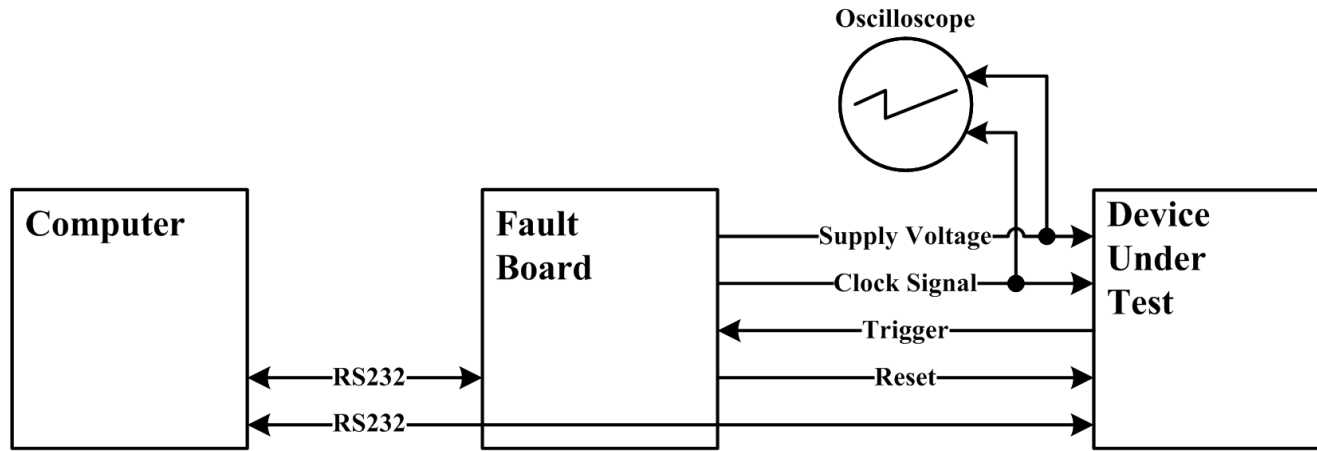 Oscilloscope
Computer
Fault
Board
Device
Under
Test
Supply Voltage
Clock Signal
Trigger
Reset
RS232
RS232